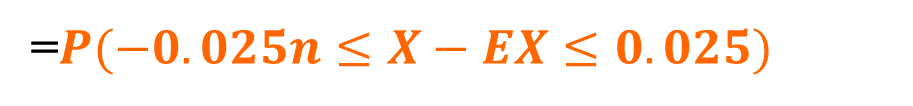 =P(−0.025n ≤ X − EX ≤ 0.025)